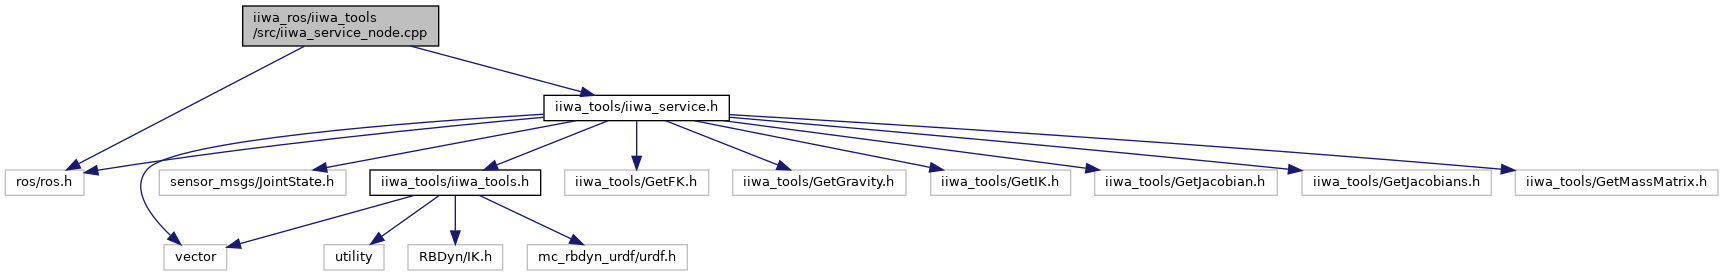 iiwa_ros/iiwa_tools
/src/iiwa_service_node.cpp
iiwa_tools/iiwa_service.h
ros/ros.h
sensor_msgs/JointState.h
iiwa_tools/iiwa_tools.h
iiwa_tools/GetFK.h
iiwa_tools/GetGravity.h
iiwa_tools/GetIK.h
iiwa_tools/GetJacobian.h
iiwa_tools/GetJacobians.h
iiwa_tools/GetMassMatrix.h
vector
utility
RBDyn/IK.h
mc_rbdyn_urdf/urdf.h